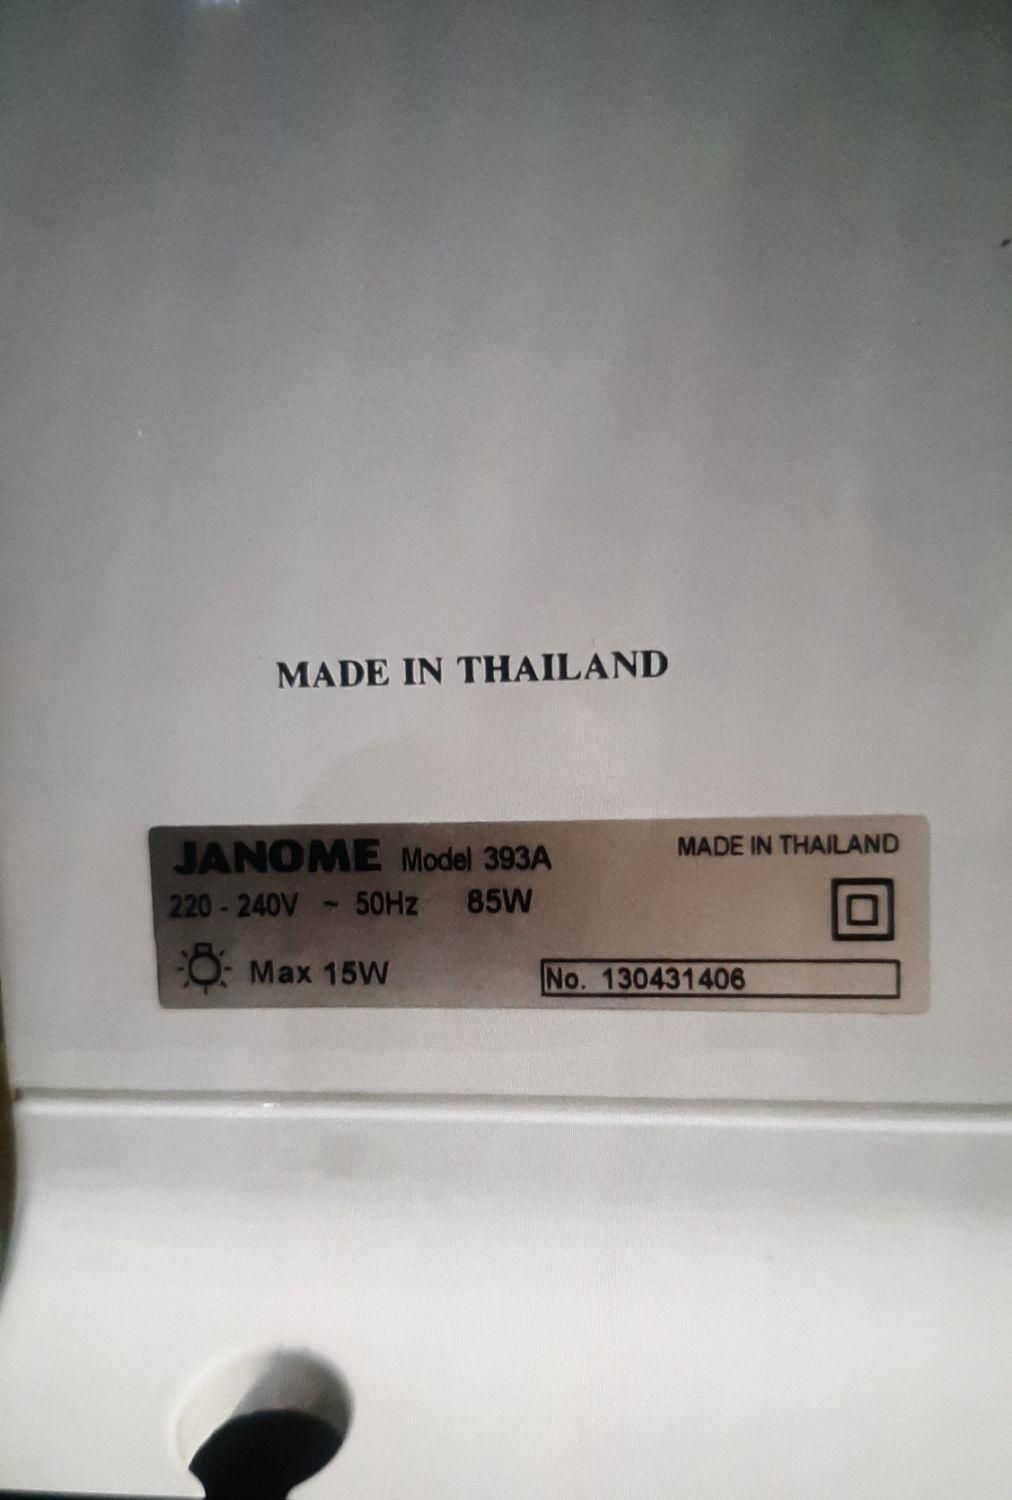 MADE IN THAILAND
JANOME Model 393A MADE IN THAILAND
220 - 240V ~ 50Hz 85W
Max 15W No. 130431406